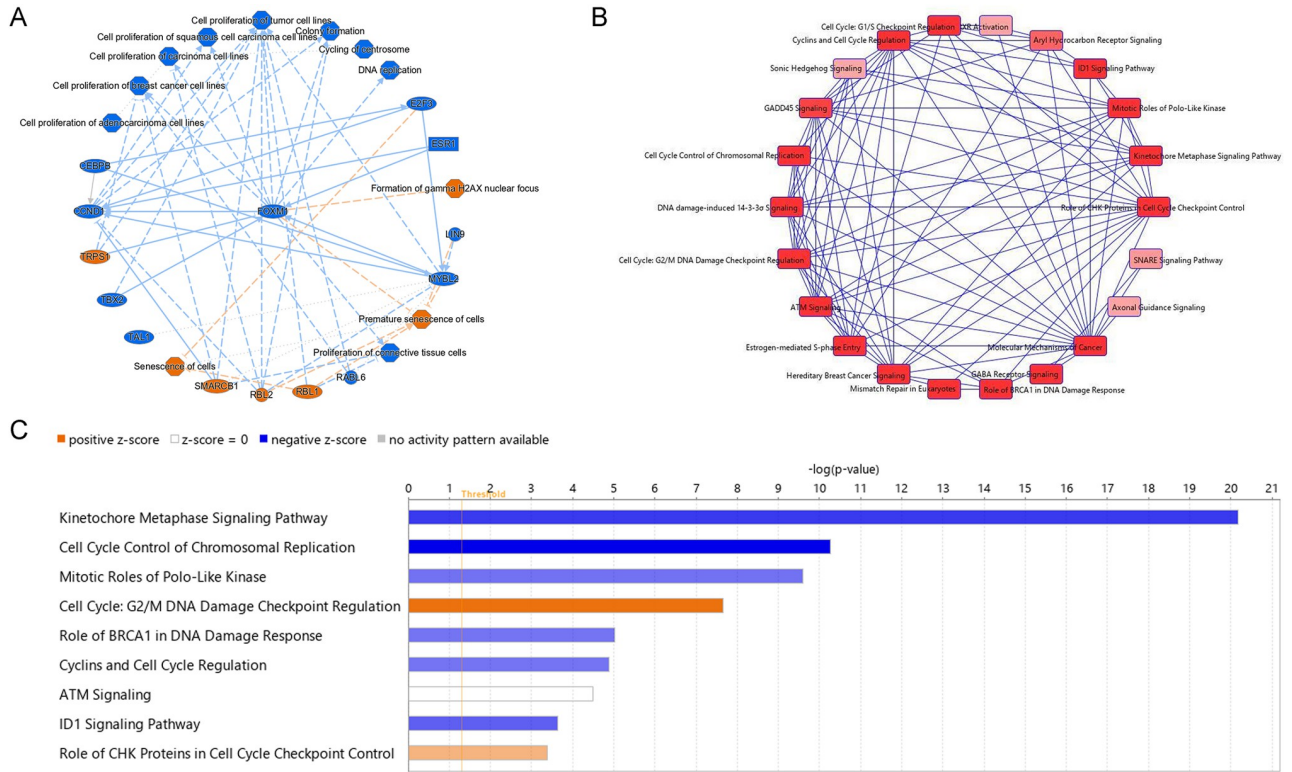 A
Cell proliferation of tumor cell lines
Colony formation
Cell proliferation of squamous cell carcinoma cell lines
Cycling of centrosome
Cell proliferation of carcinoma cell lines
DNA replication
Cell proliferation of breast cancer cell lines
E2F3
Cell proliferation of adenocarcinoma cell lines
ESR1
CEBPB
Formation of gamma H2AX nuclear focus
CCND1
FOXM1
LIN9
TRPS1
MYBL2
TBX2
Premature senescence of cells
TAL1
Proliferation of connective tissue cells
Senescence of cells
RABL6
SMARCB1
RBL2
RBL1
B
Cell Cycle: G1/S Checkpoint Regulation
XR Activation
Cyclins and Cell Cycle Regulation
Aryl Hydrocarbon Receptor Signaling
Sonic Hedgehog Signaling
ID1 Signaling Pathway
GADD45 Signaling
Mitotic Roles of Polo-Like Kinase
Cell Cycle Control of Chromosomal Replication
Kinetochore Metaphase Signaling Pathway
DNA damage-induced 14-3-3σ Signaling
Role of CHK Proteins in Cell Cycle Checkpoint Control
Cell Cycle: G2/M DNA Damage Checkpoint Regulation
SNARE Signaling Pathway
ATM Signaling
Axonal Guidance Signaling
Estrogen-mediated S-phase Entry
Molecular Mechanisms of Cancer
Hereditary Breast Cancer Signaling
GABA Receptor Signaling
Mismatch Repair in Eukaryotes
Role of BRCA1 in DNA Damage Response
C
positive z-score z-score = 0 negative z-score no activity pattern available
-log(p-value)
0 1 2 3 4 5 6 7 8 9 10 11 12 13 14 15 16 17 18 19 20 21
Threshold
Kinetochore Metaphase Signaling Pathway
Cell Cycle Control of Chromosomal Replication
Mitotic Roles of Polo-Like Kinase
Cell Cycle: G2/M DNA Damage Checkpoint Regulation
Role of BRCA1 in DNA Damage Response
Cyclins and Cell Cycle Regulation
ATM Signaling
ID1 Signaling Pathway
Role of CHK Proteins in Cell Cycle Checkpoint Control